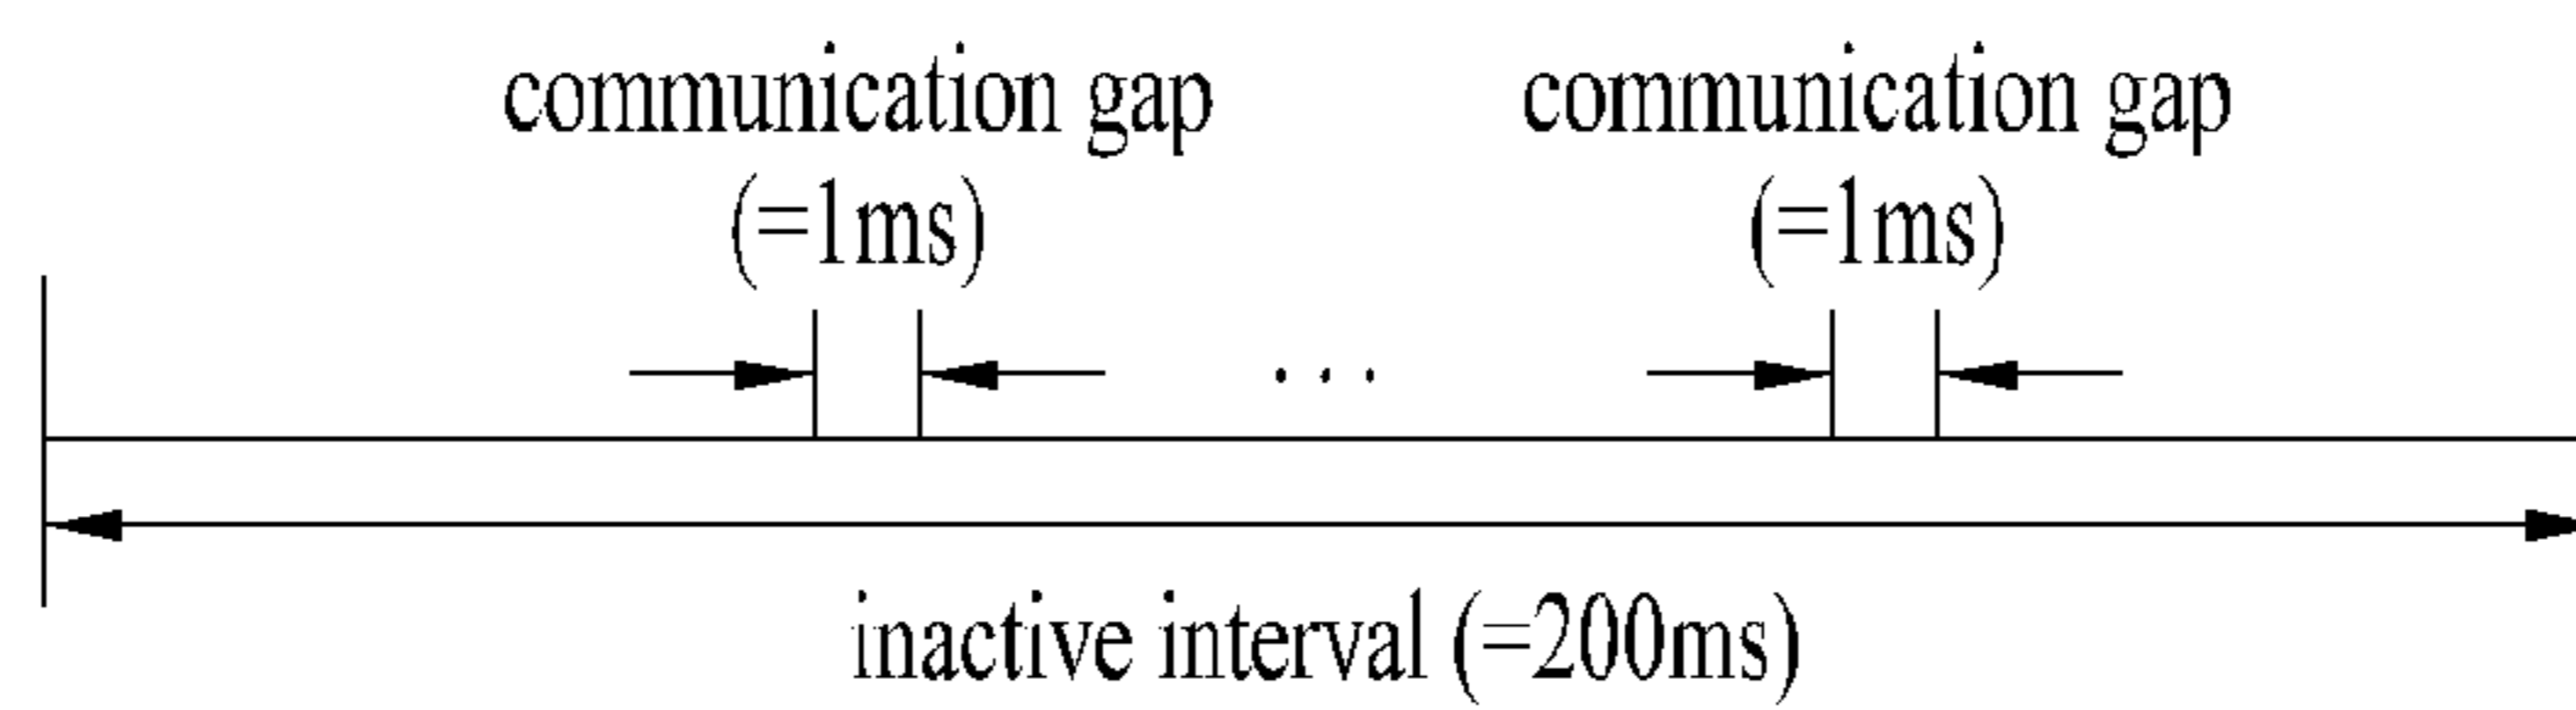 communication gap
(=1ms)
communication gap
(=1ms)
...
inactive interval (=200ms)